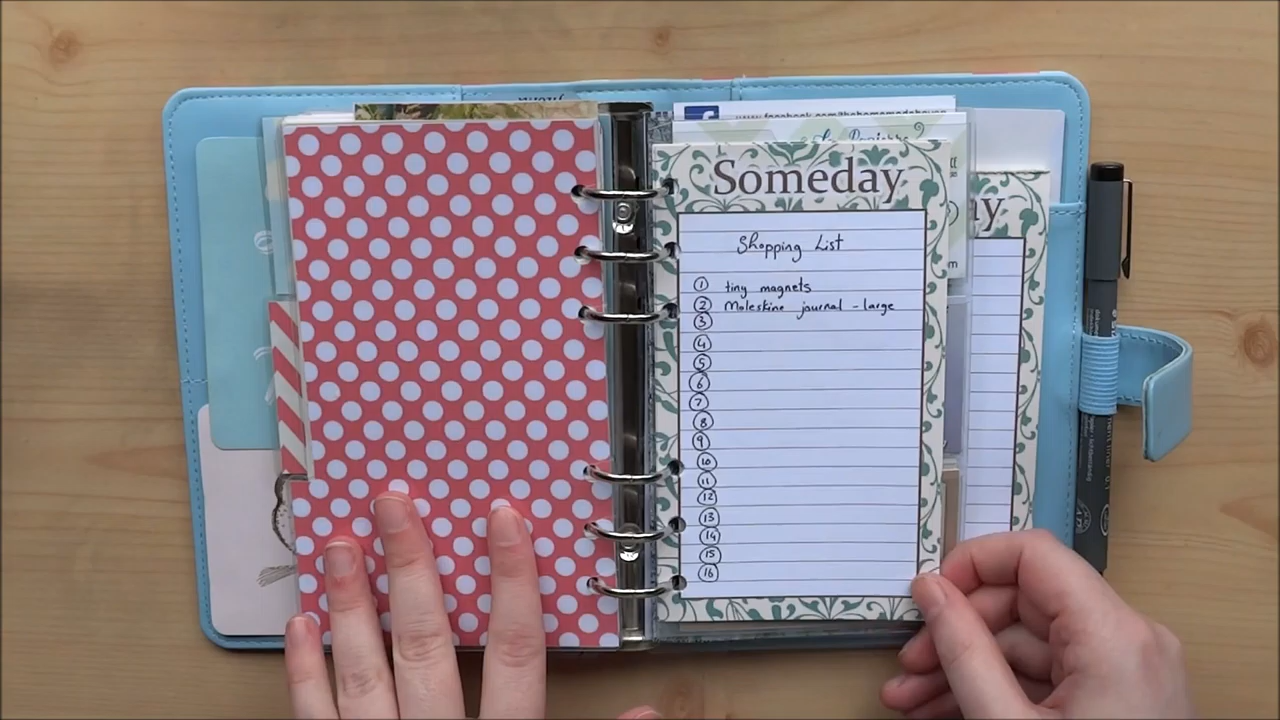 Someday
Shopping List
① tiny magnets
② Moleskine journal - large
③
④
⑤
⑥
⑦
⑧
⑨
⑩
⑪
⑫
⑬
⑭
⑮
⑯
ay